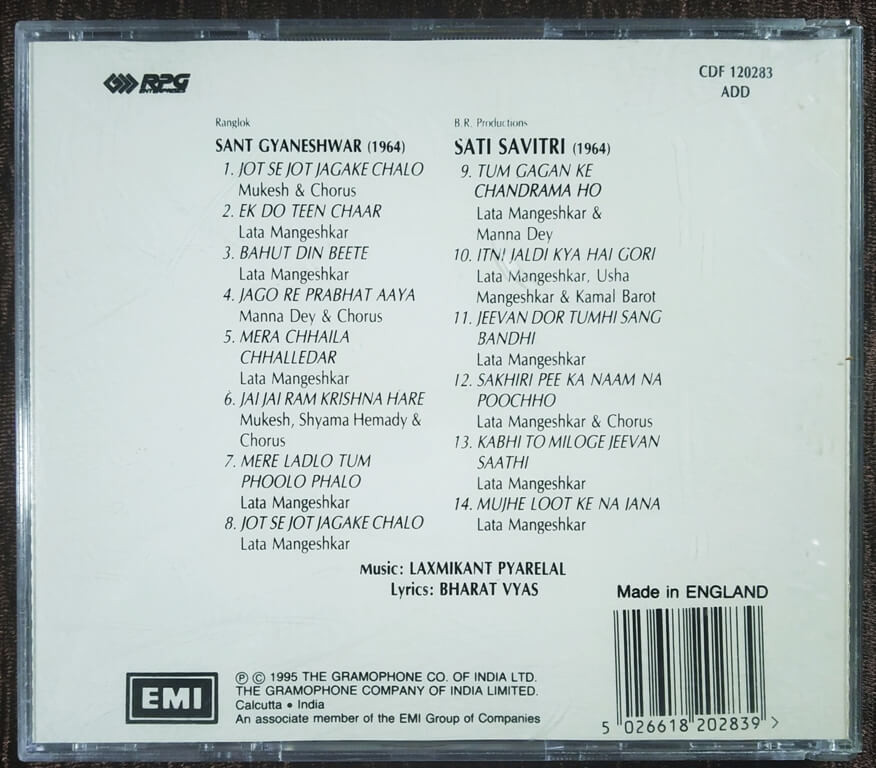 RPG
ENTERPRISES
CDF 120283
ADD
Ranglok
SANT GYANESHWAR (1964)
1. JOT SE JOT JAGAKE CHALO
Mukesh & Chorus
2. EK DO TEEN CHAAR
Lata Mangeshkar
3. BAHUT DIN BEETE
Lata Mangeshkar
4. JAGO RE PRABHAT AAYA
Manna Dey & Chorus
5. MERA CHHAILA
CHHALLEDAR
Lata Mangeshkar
6. JAI JAI RAM KRISHNA HARE
Mukesh, Shyama Hemady &
Chorus
7. MERE LADLO TUM
PHOOLO PHALO
Lata Mangeshkar
8. JOT SE JOT JAGAKE CHALO
Lata Mangeshkar
B.R. Productions
SATI SAVITRI (1964)
9. TUM GAGAN KE
CHANDRAMA HO
Lata Mangeshkar &
Manna Dey
10. ITNI JALDI KYA HAI GORI
Lata Mangeshkar, Usha
Mangeshkar & Kamal Barot
11. JEEVAN DOR TUMHI SANG
BANDHI
Lata Mangeshkar
12. SAKHIRI PEE KA NAAM NA
POOCHHO
Lata Mangeshkar & Chorus
13. KABHI TO MILOGE JEEVAN
SAATHI
Lata Mangeshkar
14. MUJHE LOOT KE NA JANA
Lata Mangeshkar
Music: LAXMIKANT PYARELAL
Lyrics: BHARAT VYAS
Made in ENGLAND
EMI
℗ © 1995 THE GRAMOPHONE CO. OF INDIA LTD.
THE GRAMOPHONE COMPANY OF INDIA LIMITED.
Calcutta • India
An associate member of the EMI Group of Companies
5 026618 202839 >